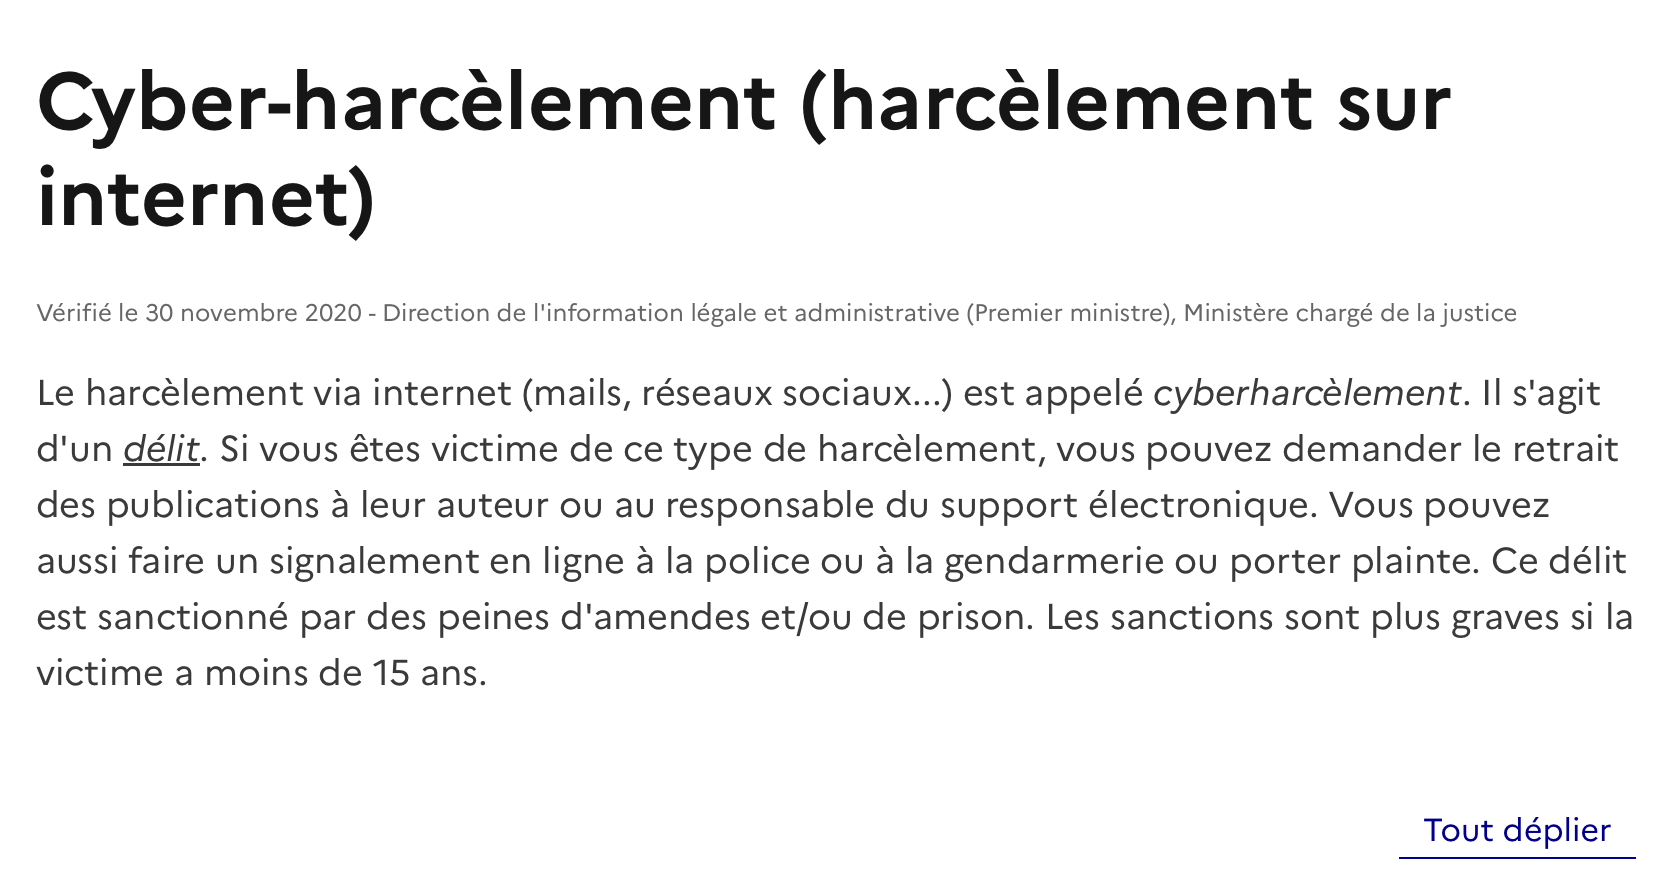 Cyber-harcèlement (harcèlement sur
internet)
Vérifié le 30 novembre 2020 - Direction de l'information légale et administrative (Premier ministre), Ministère chargé de la justice
Le harcèlement via internet (mails, réseaux sociaux...) est appelé cyberharcèlement. Il s'agit
d'un délit. Si vous êtes victime de ce type de harcèlement, vous pouvez demander le retrait
des publications à leur auteur ou au responsable du support électronique. Vous pouvez
aussi faire un signalement en ligne à la police ou à la gendarmerie ou porter plainte. Ce délit
est sanctionné par des peines d'amendes et/ou de prison. Les sanctions sont plus graves si la
victime a moins de 15 ans.
Tout déplier